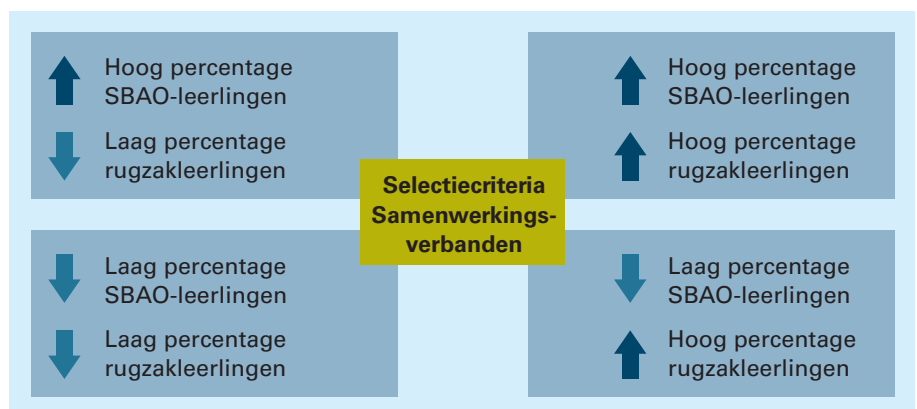 Hoog percentage
SBAO-leerlingen
Laag percentage
rugzakleerlingen
Hoog percentage
SBAO-leerlingen
Hoog percentage
rugzakleerlingen
Selectiecriteria
Samenwerkings-
verbanden
Laag percentage
SBAO-leerlingen
Laag percentage
rugzakleerlingen
Laag percentage
SBAO-leerlingen
Hoog percentage
rugzakleerlingen